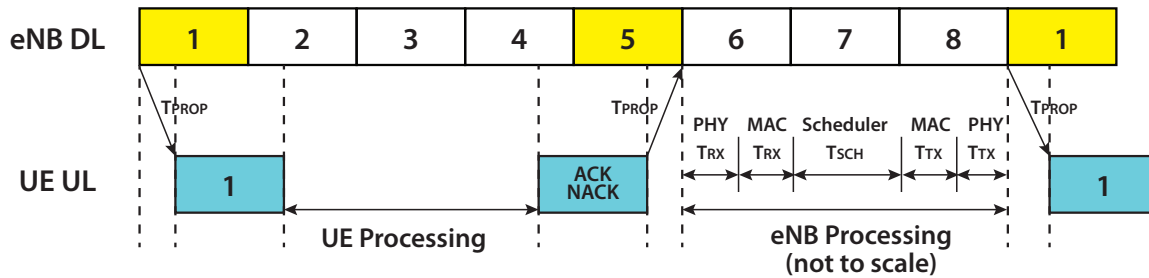 eNB DL 1 2 3 4 5 6 7 8 1
TPROP TPROP TPROP
PHY MAC Scheduler MAC PHY
TRX TRX TSCH TTX TTX
UE UL 1 ACK 1
NACK
UE Processing eNB Processing
(not to scale)